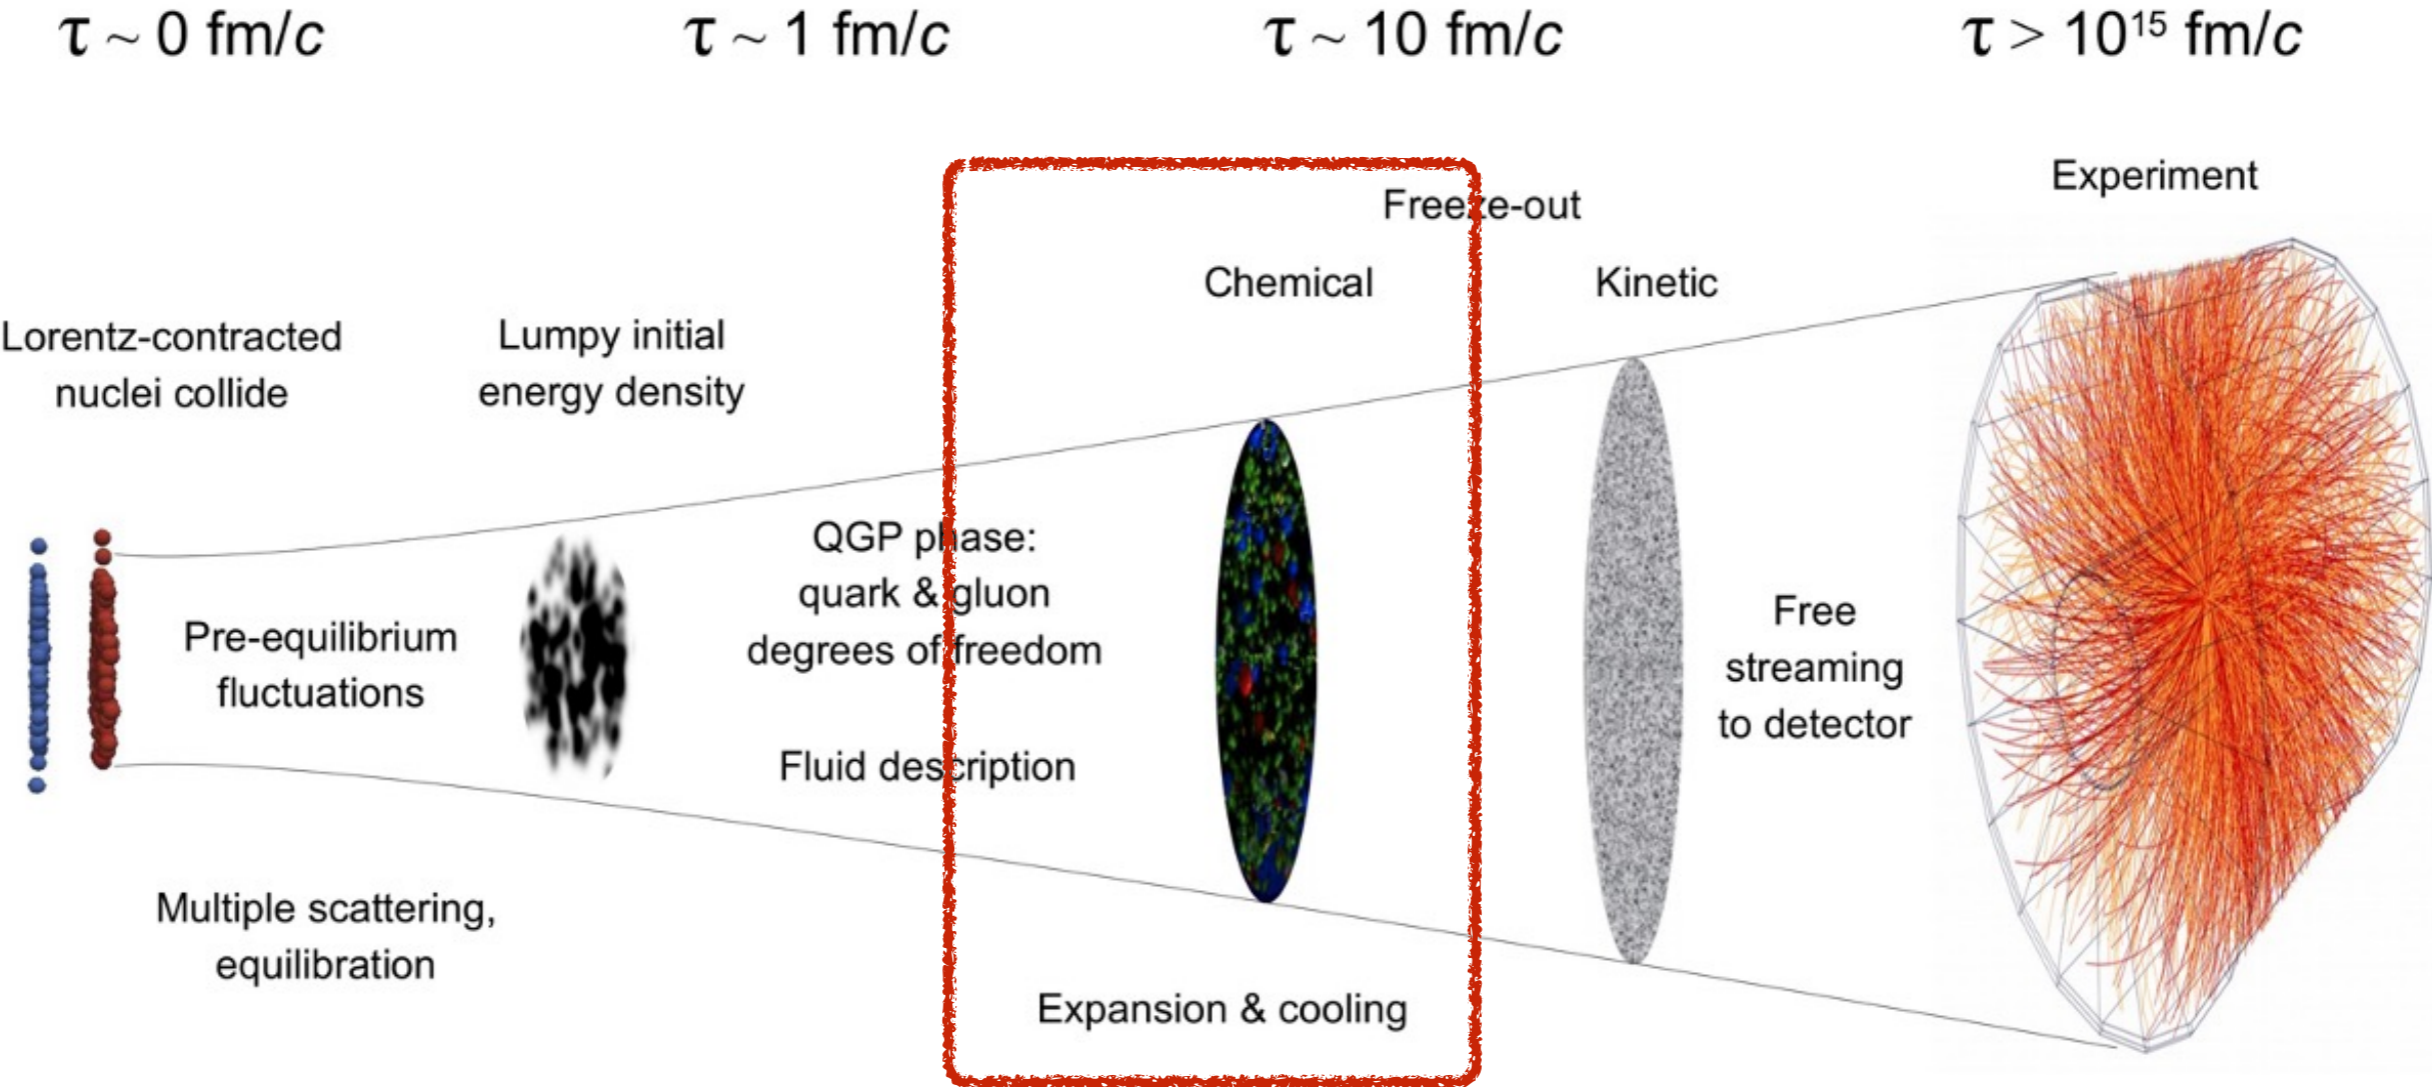 τ ~ 0 fm/c
τ ~ 1 fm/c
τ ~ 10 fm/c
τ > 10¹⁵ fm/c
Experiment
Freeze-out
Chemical
Kinetic
Lorentz-contracted
nuclei collide
Lumpy initial
energy density
QGP phase:
quark & gluon
degrees of freedom
Pre-equilibrium
fluctuations
Free
streaming
to detector
Fluid description
Multiple scattering,
equilibration
Expansion & cooling